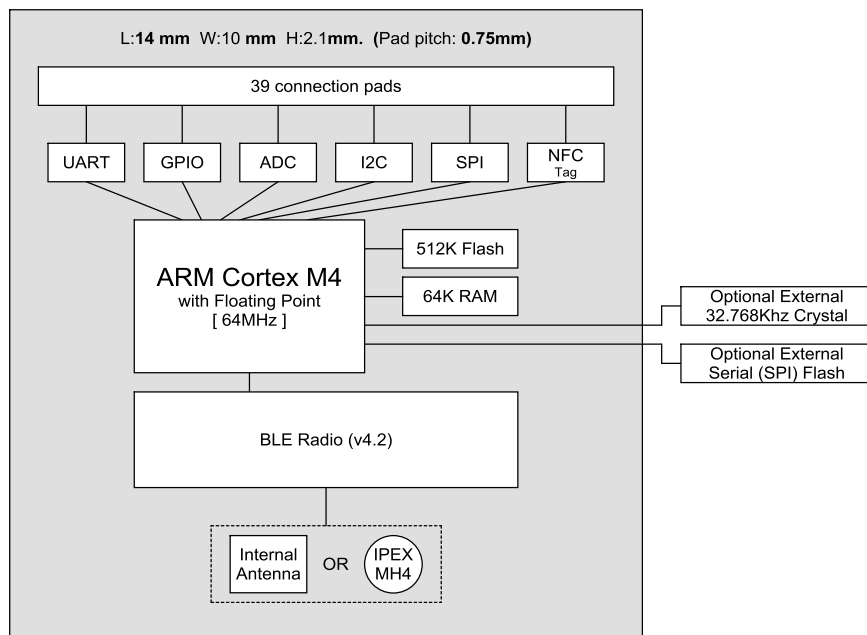 L:14 mm W:10 mm H:2.1mm. (Pad pitch: 0.75mm)
39 connection pads
UART
GPIO
ADC
I2C
SPI
NFC
Tag
ARM Cortex M4
with Floating Point
[ 64MHz ]
512K Flash
64K RAM
Optional External
32.768Khz Crystal
Optional External
Serial (SPI) Flash
BLE Radio (v4.2)
Internal
Antenna
OR
IPEX
MH4